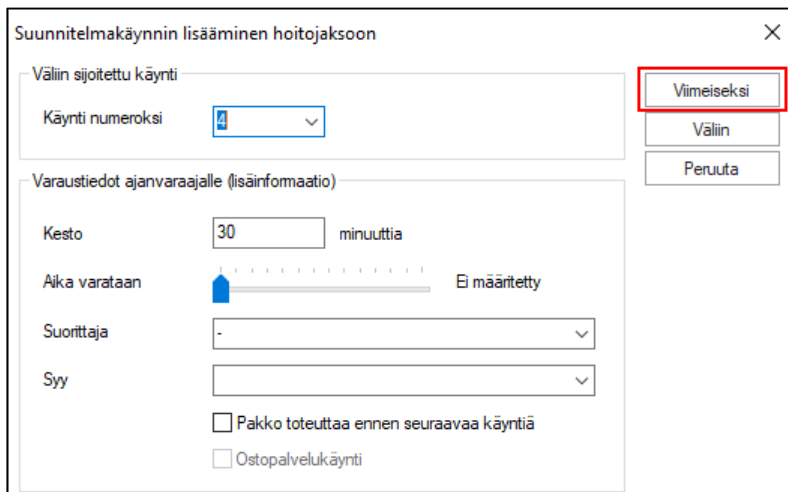 Suunnitelmakäynnin lisääminen hoitojaksoon
Väliin sijoitettu käynti
Käynti numeroksi 4
Viimeiseksi
Väliin
Peruuta
Varaustiedot ajanvaraajalle (lisäinformaatio)
Kesto 30 minuuttia
Aika varataan Ei määritetty
Suorittaja -
Syy
Pakko toteuttaa ennen seuraavaa käyntiä
Ostopalvelukäynti